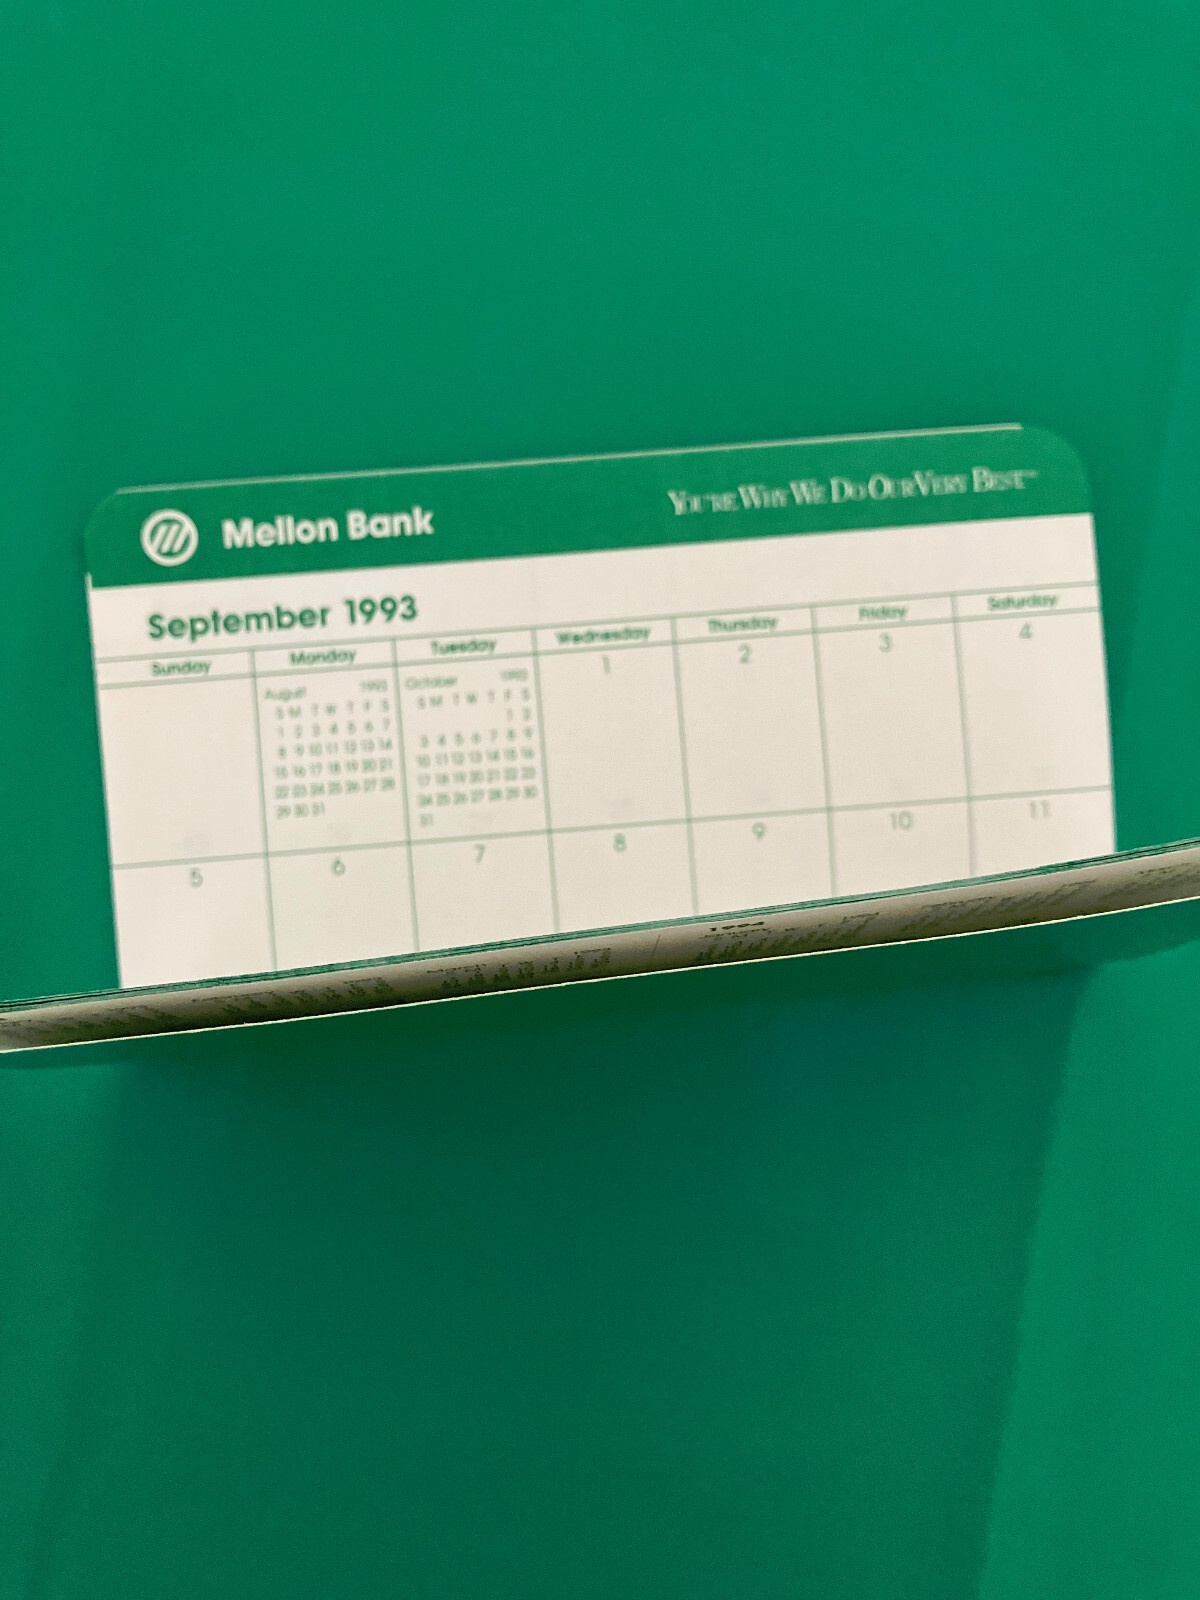 Mellon Bank
YOU'RE WHY WE DO OUR VERY BEST℠
September 1993
Sunday Monday Tuesday Wednesday Thursday Friday Saturday
1 2 3 4
August 1993
S M T W T F S
1 2 3 4 5 6 7
8 9 10 11 12 13 14
15 16 17 18 19 20 21
22 23 24 25 26 27 28
29 30 31
October 1993
S M T W T F S
1 2
3 4 5 6 7 8 9
10 11 12 13 14 15 16
17 18 19 20 21 22 23
24 25 26 27 28 29 30
31
5 6 7 8 9 10 11
1994